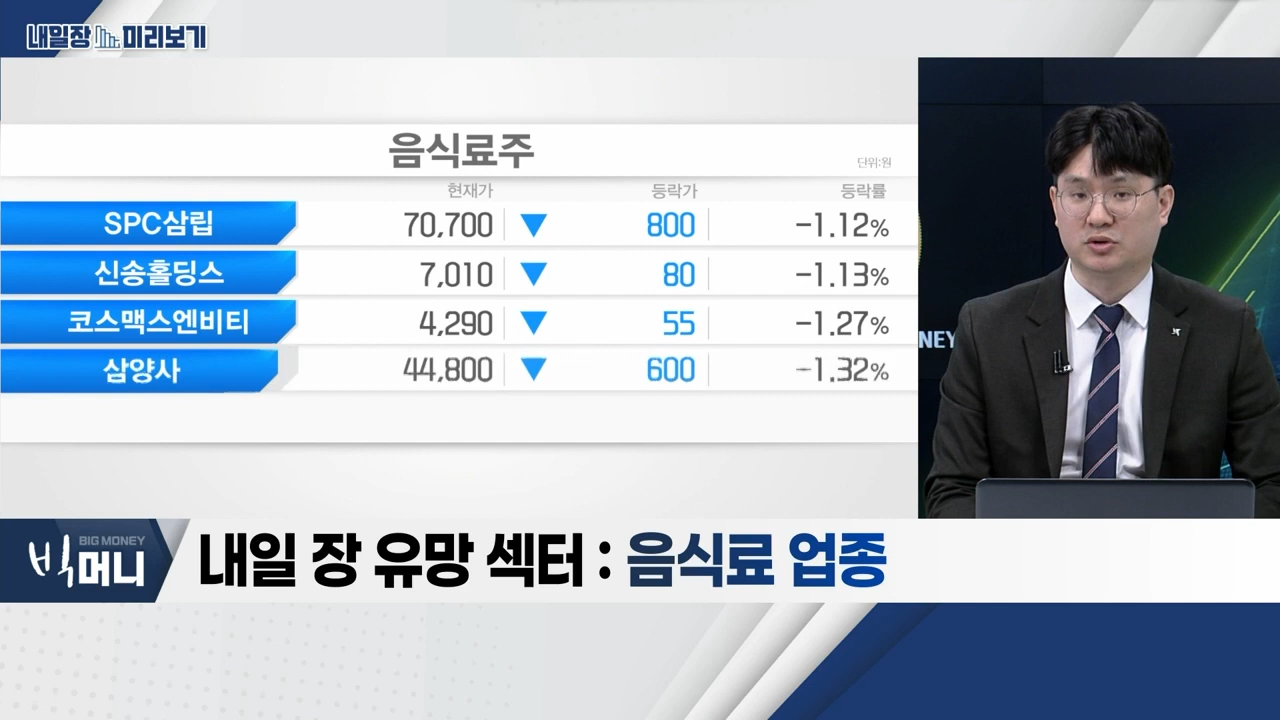 내일장 미리보기
음식료주
단위:원
현재가 등락가 등락률
SPC삼립 70,700 ▼ 800 -1.12%
신송홀딩스 7,010 ▼ 80 -1.13%
코스맥스엔비티 4,290 ▼ 55 -1.27%
삼양사 44,800 ▼ 600 -1.32%
NEY
BIG MONEY
빅머니
내일 장 유망 섹터 : 음식료 업종